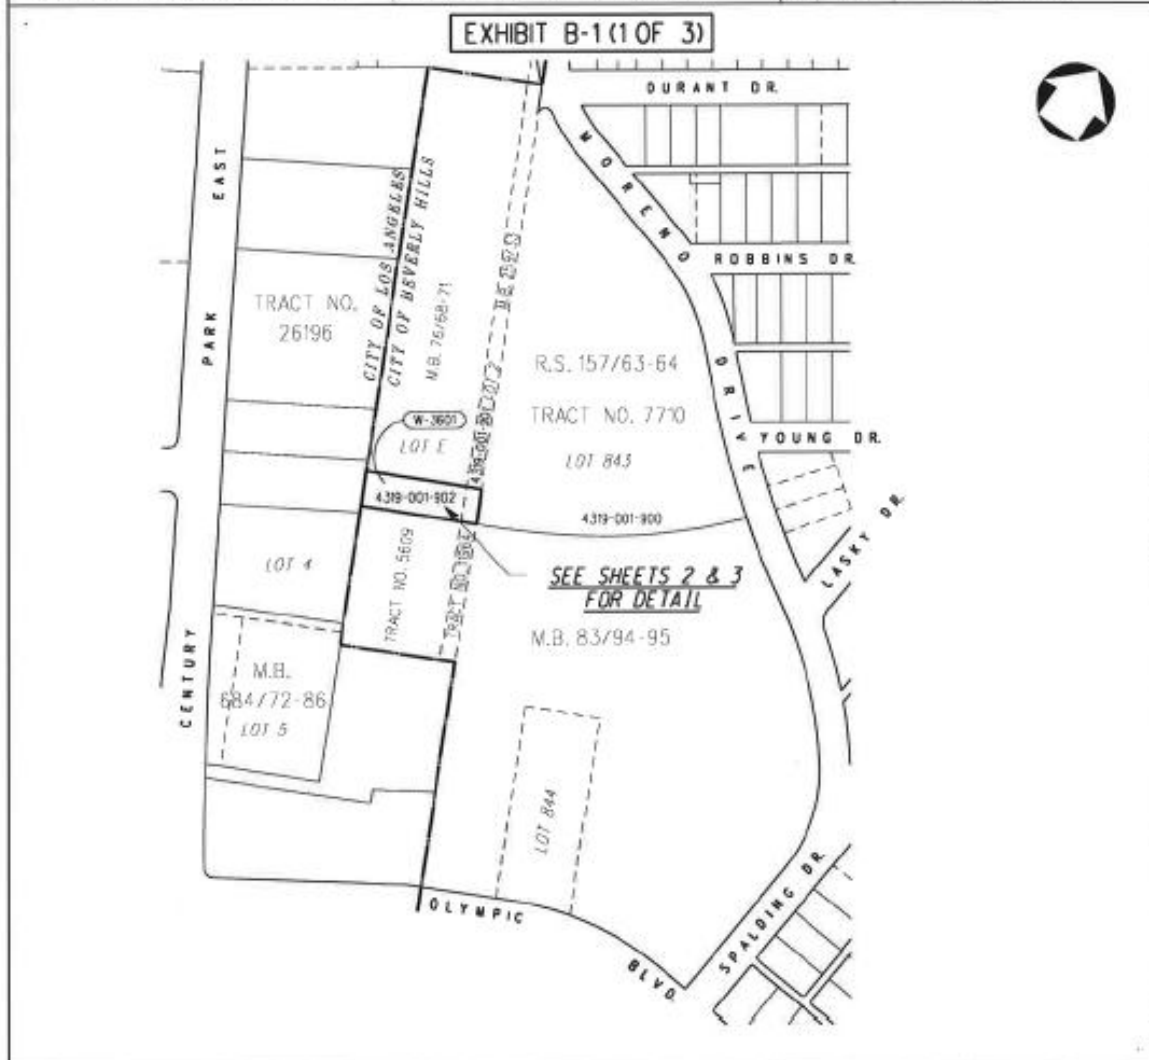 EXHIBIT B-1 (1 OF 3)
DURANT DR.
MORENO
DRIVE
EAST
PARK
CENTURY
CITY OF LOS ANGELES
CITY OF BEVERLY HILLS
M.B. 76/68-71
ROBBINS DR.
TRACT NO.
26196
R.S. 157/63-64
TRACT NO. 7710
LOT 843
W-3601
LOT E
YOUNG DR.
4319-001-902
4319-001-900
LASKY DR.
LOT 4
TRACT NO. 5609
SEE SHEETS 2 & 3
FOR DETAIL
M.B. 83/94-95
M.B.
684/72-86
LOT 5
LOT 844
OLYMPIC
BLVD.
SPALDING DR.